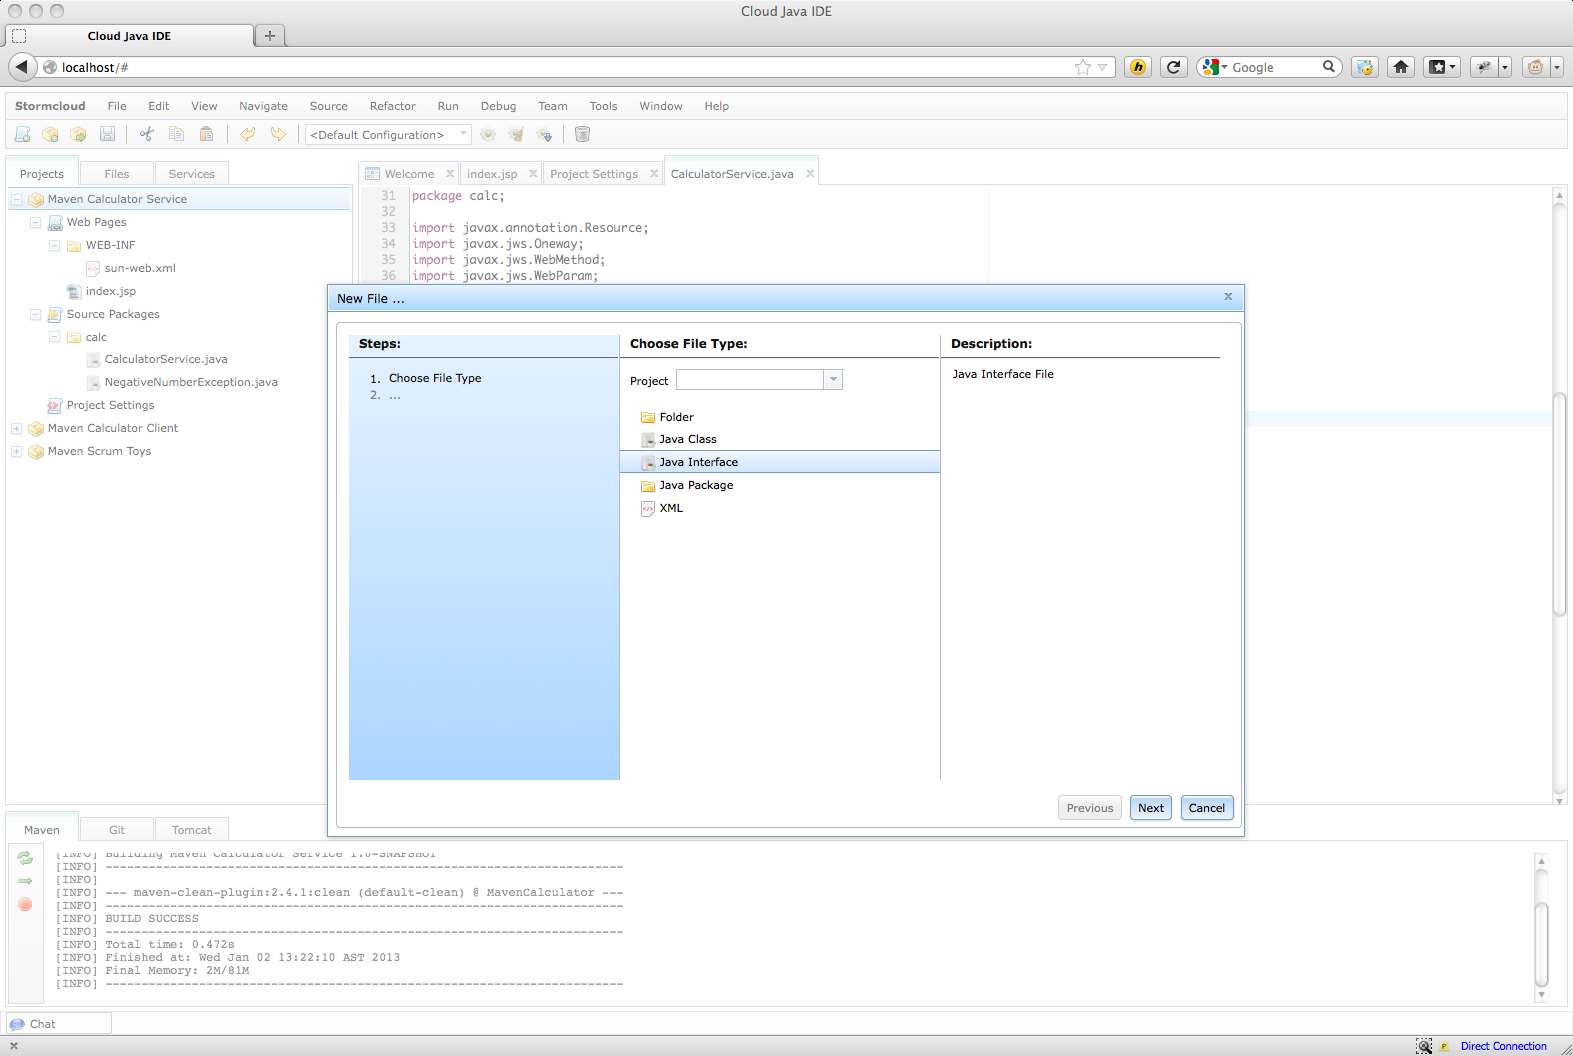 Cloud Java IDE
Cloud Java IDE
localhost/#
Google
Stormcloud File Edit View Navigate Source Refactor Run Debug Team Tools Window Help
<Default Configuration>
Projects Files Services
Welcome index.jsp Project Settings CalculatorService.java
Maven Calculator Service
Web Pages
WEB-INF
sun-web.xml
index.jsp
Source Packages
calc
CalculatorService.java
NegativeNumberException.java
Project Settings
Maven Calculator Client
Maven Scrum Toys
31 package calc;
32
33 import javax.annotation.Resource;
34 import javax.jws.Oneway;
35 import javax.jws.WebMethod;
36 import javax.jws.WebParam;
New File ...
Steps:
1. Choose File Type
2. ...
Choose File Type:
Project
Folder
Java Class
Java Interface
Java Package
XML
Description:
Java Interface File
Previous Next Cancel
Maven Git Tomcat
[INFO] Building Maven Calculator Service 1.0-SNAPSHOT
[INFO] ------------------------------------------------------------------------
[INFO]
[INFO] --- maven-clean-plugin:2.4.1:clean (default-clean) @ MavenCalculator ---
[INFO] ------------------------------------------------------------------------
[INFO] BUILD SUCCESS
[INFO] ------------------------------------------------------------------------
[INFO] Total time: 0.472s
[INFO] Finished at: Wed Jan 02 13:22:10 AST 2013
[INFO] Final Memory: 2M/81M
[INFO] ------------------------------------------------------------------------
Chat
Direct Connection